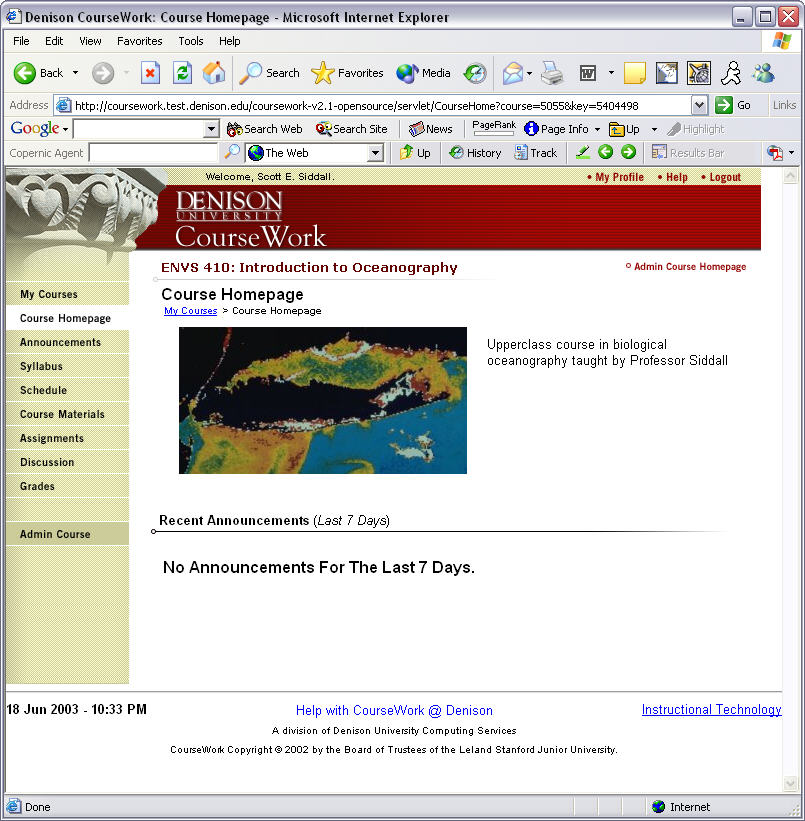 Denison CourseWork: Course Homepage - Microsoft Internet Explorer
File Edit View Favorites Tools Help
Back Search Favorites Media
Address http://coursework.test.denison.edu/coursework-v2.1-opensource/servlet/CourseHome?course=5055&key=5404498 Go Links
Google Search Web Search Site News PageRank Page Info Up Highlight
Copernic Agent The Web Up History Track Results Bar
Welcome, Scott E. Siddall. • My Profile • Help • Logout
DENISON
UNIVERSITY
CourseWork
ENVS 410: Introduction to Oceanography Admin Course Homepage
Course Homepage
My Courses > Course Homepage
My Courses
Course Homepage
Announcements
Syllabus
Schedule
Course Materials
Assignments
Discussion
Grades
Admin Course
Upperclass course in biological
oceanography taught by Professor Siddall
Recent Announcements (Last 7 Days)
No Announcements For The Last 7 Days.
18 Jun 2003 - 10:33 PM Help with CourseWork @ Denison Instructional Technology
A division of Denison University Computing Services
CourseWork Copyright © 2002 by the Board of Trustees of the Leland Stanford Junior University.
Done Internet